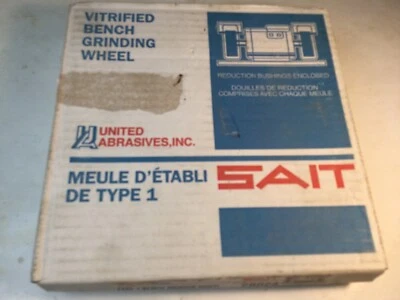 VITRIFIED
BENCH
GRINDING
WHEEL
REDUCTION BUSHINGS ENCLOSED
DOUILLES DE RÉDUCTION
COMPRISES AVEC CHAQUE MEULE
UNITED
ABRASIVES, INC.
MEULE D'ÉTABLI
DE TYPE 1
SAIT